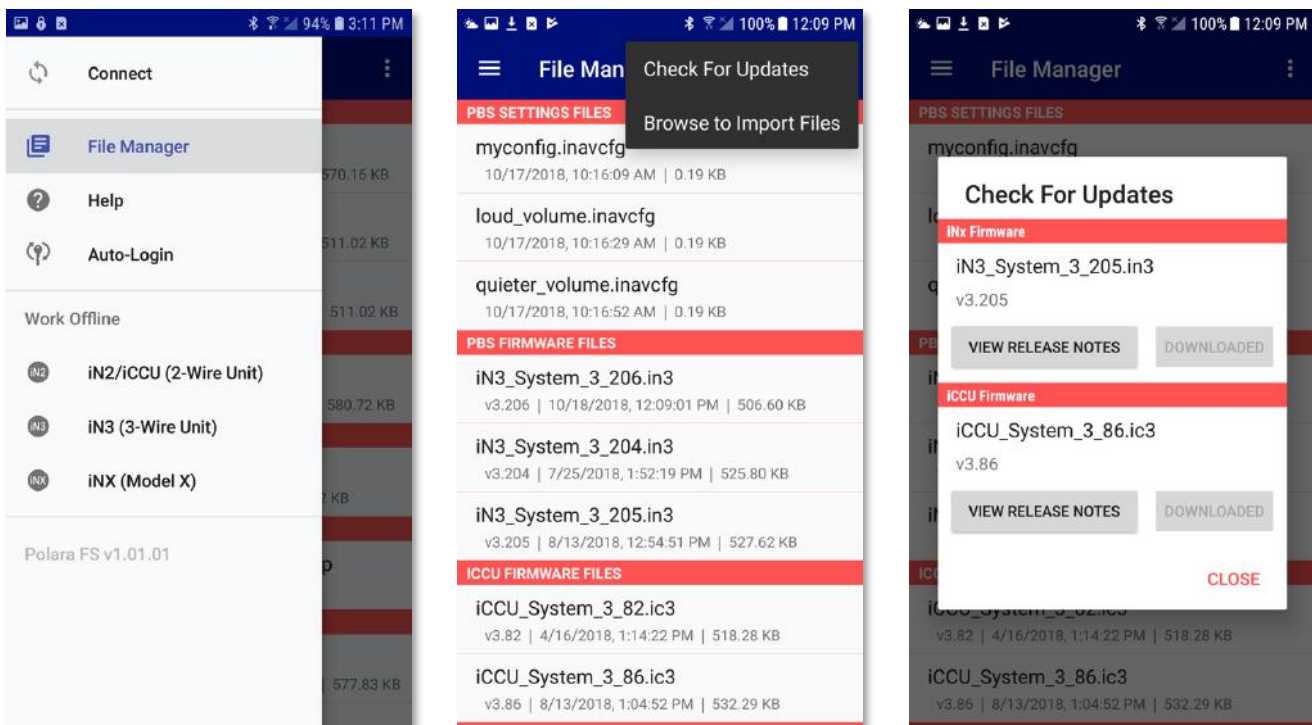 94% 3:11 PM
Connect
File Manager
570.16 KB
Help
511.02 KB
Auto-Login
Work Offline
511.02 KB
iN2 iN2/iCCU (2-Wire Unit)
580.72 KB
iN3 iN3 (3-Wire Unit)
iNX iNX (Model X)
2 KB
Polara FS v1.01.01
p
577.83 KB
100% 12:09 PM
File Man
Check For Updates
Browse to Import Files
PBS SETTINGS FILES
myconfig.inavcfg
10/17/2018, 10:16:09 AM | 0.19 KB
loud_volume.inavcfg
10/17/2018, 10:16:29 AM | 0.19 KB
quieter_volume.inavcfg
10/17/2018, 10:16:52 AM | 0.19 KB
PBS FIRMWARE FILES
iN3_System_3_206.in3
v3.206 | 10/18/2018, 12:09:01 PM | 506.60 KB
iN3_System_3_204.in3
v3.204 | 7/25/2018, 1:52:19 PM | 525.80 KB
iN3_System_3_205.in3
v3.205 | 8/13/2018, 12:54:51 PM | 527.62 KB
ICCU FIRMWARE FILES
iCCU_System_3_82.ic3
v3.82 | 4/16/2018, 1:14:22 PM | 518.28 KB
iCCU_System_3_86.ic3
v3.86 | 8/13/2018, 1:04:52 PM | 532.29 KB
100% 12:09 PM
File Manager
PBS SETTINGS FILES
myconfig.inavcfg
Check For Updates
iNx Firmware
iN3_System_3_205.in3
v3.205
VIEW RELEASE NOTES DOWNLOADED
iCCU Firmware
iCCU_System_3_86.ic3
v3.86
VIEW RELEASE NOTES DOWNLOADED
CLOSE
iCCU_System_3_82.ic3
v3.82 | 4/16/2018, 1:14:22 PM | 518.28 KB
iCCU_System_3_86.ic3
v3.86 | 8/13/2018, 1:04:52 PM | 532.29 KB